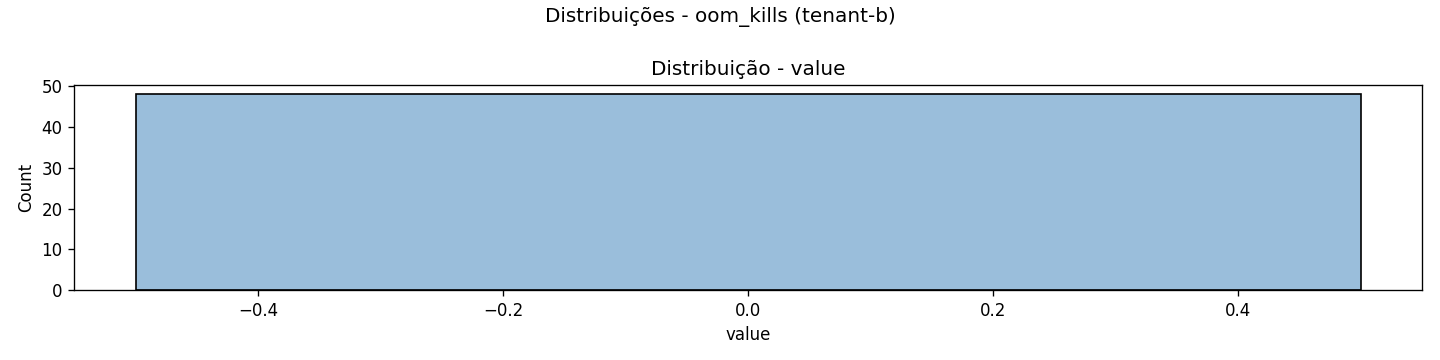 Distribuições - oom_kills (tenant-b)
Distribuição - value
50
40
30
20
10
0
Count
−0.4
−0.2
0.0
0.2
0.4
value